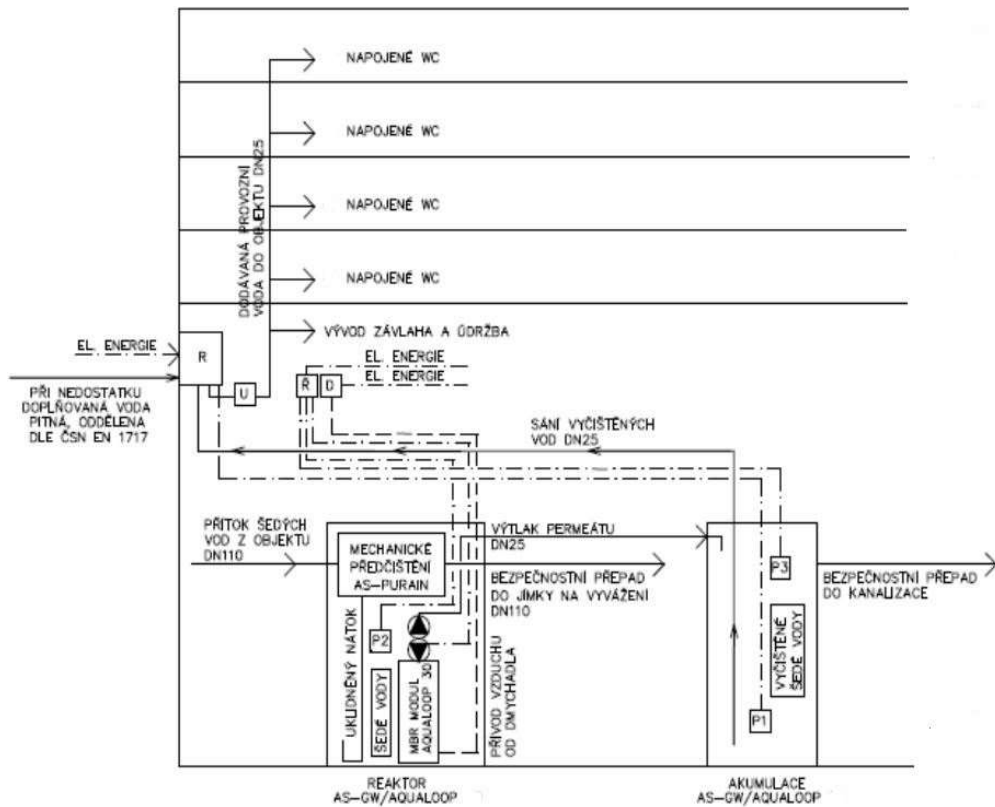 NAPOJENÉ WC
NAPOJENÉ WC
NAPOJENÉ WC
NAPOJENÉ WC
DODÁVANÁ PROVOZNÍ
VODA DO OBJEKTU DN25
VÝVOD ZÁVLAHA A ÚDRŽBA
EL. ENERGIE
R
EL. ENERGIE
EL. ENERGIE
U
Ř
D
PŘI NEDOSTATKU
DOPLŇOVANÁ VODA
PITNÁ, ODDĚLENA
DLE ČSN EN 1717
SÁNÍ VYČIŠTĚNÝCH
VOD DN25
PŘÍTOK ŠEDÝCH
VOD Z OBJEKTU
DN110
MECHANICKÉ
PŘEDČIŠTĚNÍ
AS-PURAIN
VÝTLAK PERMEÁTU
DN25
BEZPEČNOSTNÍ PŘEPAD
DO JÍMKY NA VYVÁŽENÍ
DN110
P3
BEZPEČNOSTNÍ PŘEPAD
DO KANALIZACE
UKLIDNĚNÝ NÁTOK
P2
ŠEDÉ VODY
MBR MODUL
AQUALOOP 30
PŘÍVOD VZDUCHU
OD DMYCHADLA
VYČIŠTĚNÉ
ŠEDÉ VODY
P1
REAKTOR
AS-GW/AQUALOOP
AKUMULACE
AS-GW/AQUALOOP